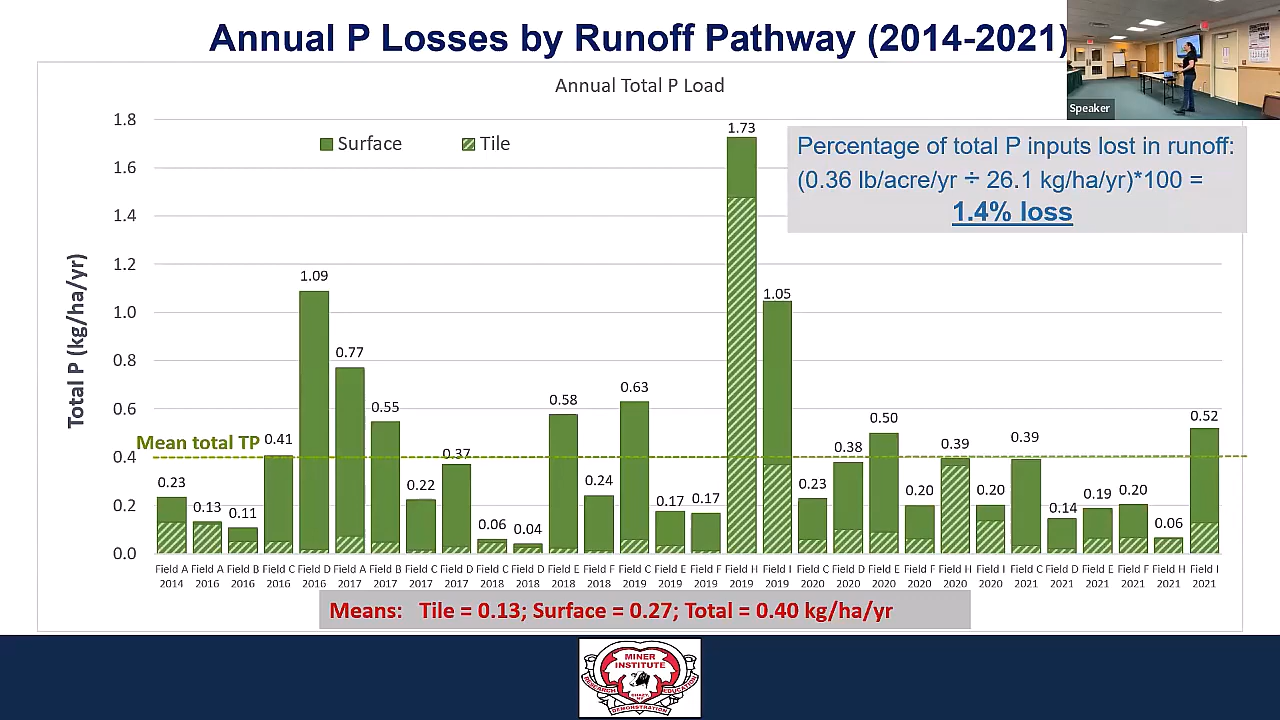 Annual P Losses by Runoff Pathway (2014-2021)
Speaker
Annual Total P Load
Surface
Tile
Percentage of total P inputs lost in runoff:
(0.36 lb/acre/yr ÷ 26.1 kg/ha/yr)*100 =
1.4% loss
Total P (kg/ha/yr)
1.8
1.6
1.4
1.2
1.0
0.8
0.6
0.4
0.2
0.0
Mean total TP
0.23 0.13 0.11 0.41 1.09 0.77 0.55 0.22 0.37 0.06 0.04 0.58 0.24 0.63 0.17 0.17 1.73 1.05 0.23 0.38 0.50 0.20 0.39 0.20 0.39 0.14 0.19 0.20 0.06 0.52
Field A Field A Field B Field C Field D Field A Field B Field C Field D Field C Field D Field E Field F Field C Field E Field F Field H Field I Field C Field D Field E Field F Field H Field I Field C Field D Field E Field F Field H Field I
2014 2016 2016 2016 2016 2017 2017 2017 2017 2018 2018 2018 2018 2019 2019 2019 2019 2019 2020 2020 2020 2020 2020 2020 2021 2021 2021 2021 2021 2021
Means: Tile = 0.13; Surface = 0.27; Total = 0.40 kg/ha/yr
MINER
INSTITUTE
RESEARCH
EDUCATION
DEMONSTRATION